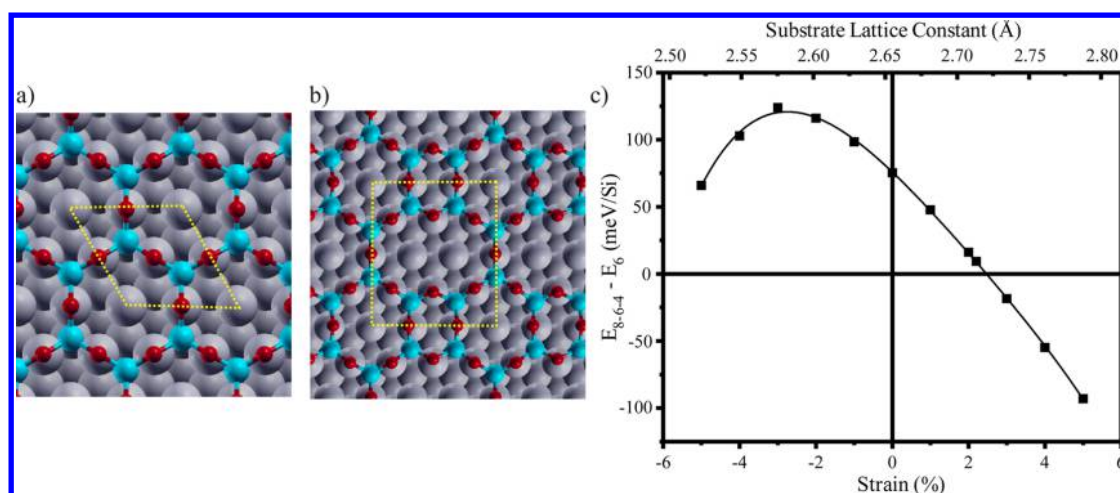 a)
b)
c)
Substrate Lattice Constant (Å)
2.50 2.55 2.60 2.65 2.70 2.75 2.80
150
100
50
0
-50
-100
E8-6-4 - E6 (meV/Si)
-6 -4 -2 0 2 4 6
Strain (%)